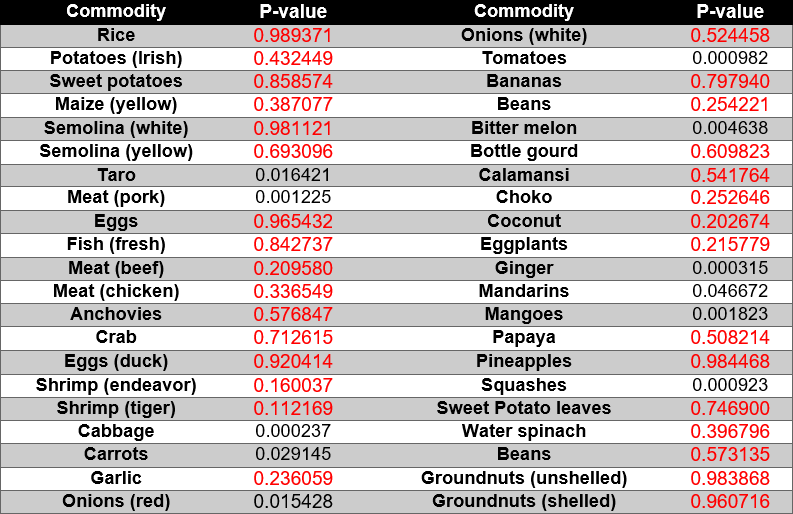 Commodity P-value Commodity P-value
Rice 0.989371 Onions (white) 0.524458
Potatoes (Irish) 0.432449 Tomatoes 0.000982
Sweet potatoes 0.858574 Bananas 0.797940
Maize (yellow) 0.387077 Beans 0.254221
Semolina (white) 0.981121 Bitter melon 0.004638
Semolina (yellow) 0.693096 Bottle gourd 0.609823
Taro 0.016421 Calamansi 0.541764
Meat (pork) 0.001225 Choko 0.252646
Eggs 0.965432 Coconut 0.202674
Fish (fresh) 0.842737 Eggplants 0.215779
Meat (beef) 0.209580 Ginger 0.000315
Meat (chicken) 0.336549 Mandarins 0.046672
Anchovies 0.576847 Mangoes 0.001823
Crab 0.712615 Papaya 0.508214
Eggs (duck) 0.920414 Pineapples 0.984468
Shrimp (endeavor) 0.160037 Squashes 0.000923
Shrimp (tiger) 0.112169 Sweet Potato leaves 0.746900
Cabbage 0.000237 Water spinach 0.396796
Carrots 0.029145 Beans 0.573135
Garlic 0.236059 Groundnuts (unshelled) 0.983868
Onions (red) 0.015428 Groundnuts (shelled) 0.960716